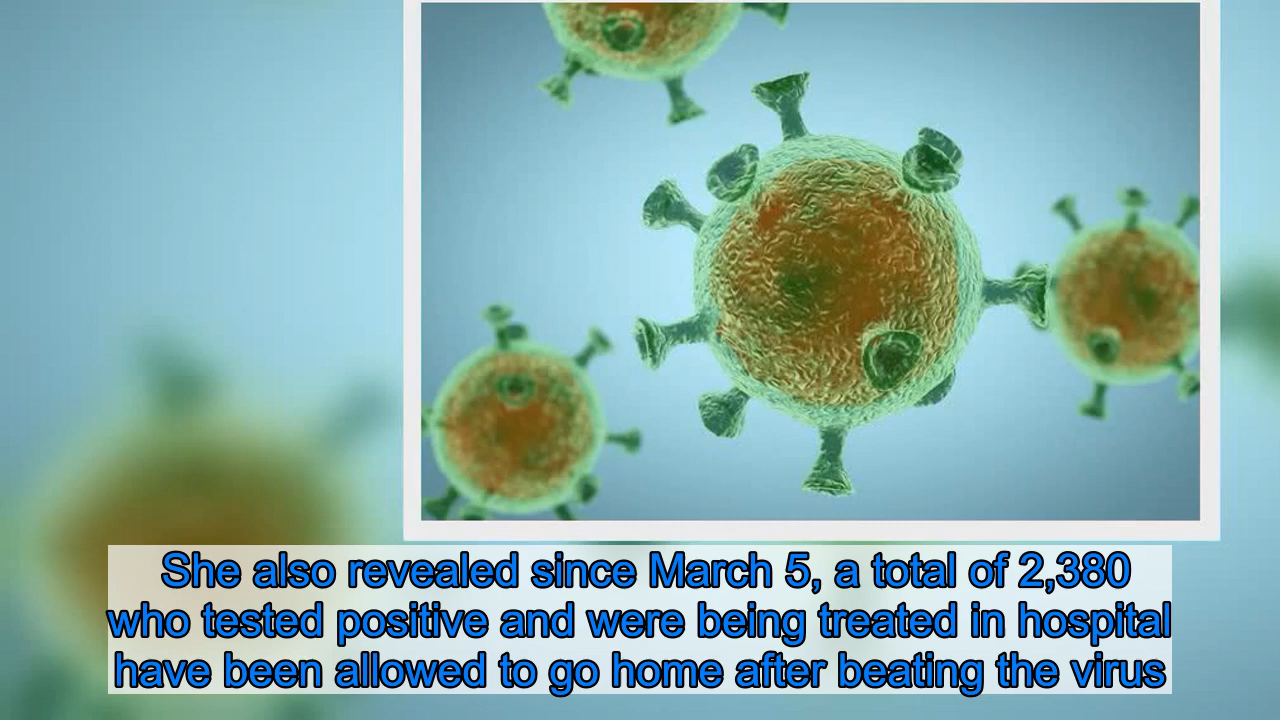 She also revealed since March 5, a total of 2,380
who tested positive and were being treated in hospital
have been allowed to go home after beating the virus